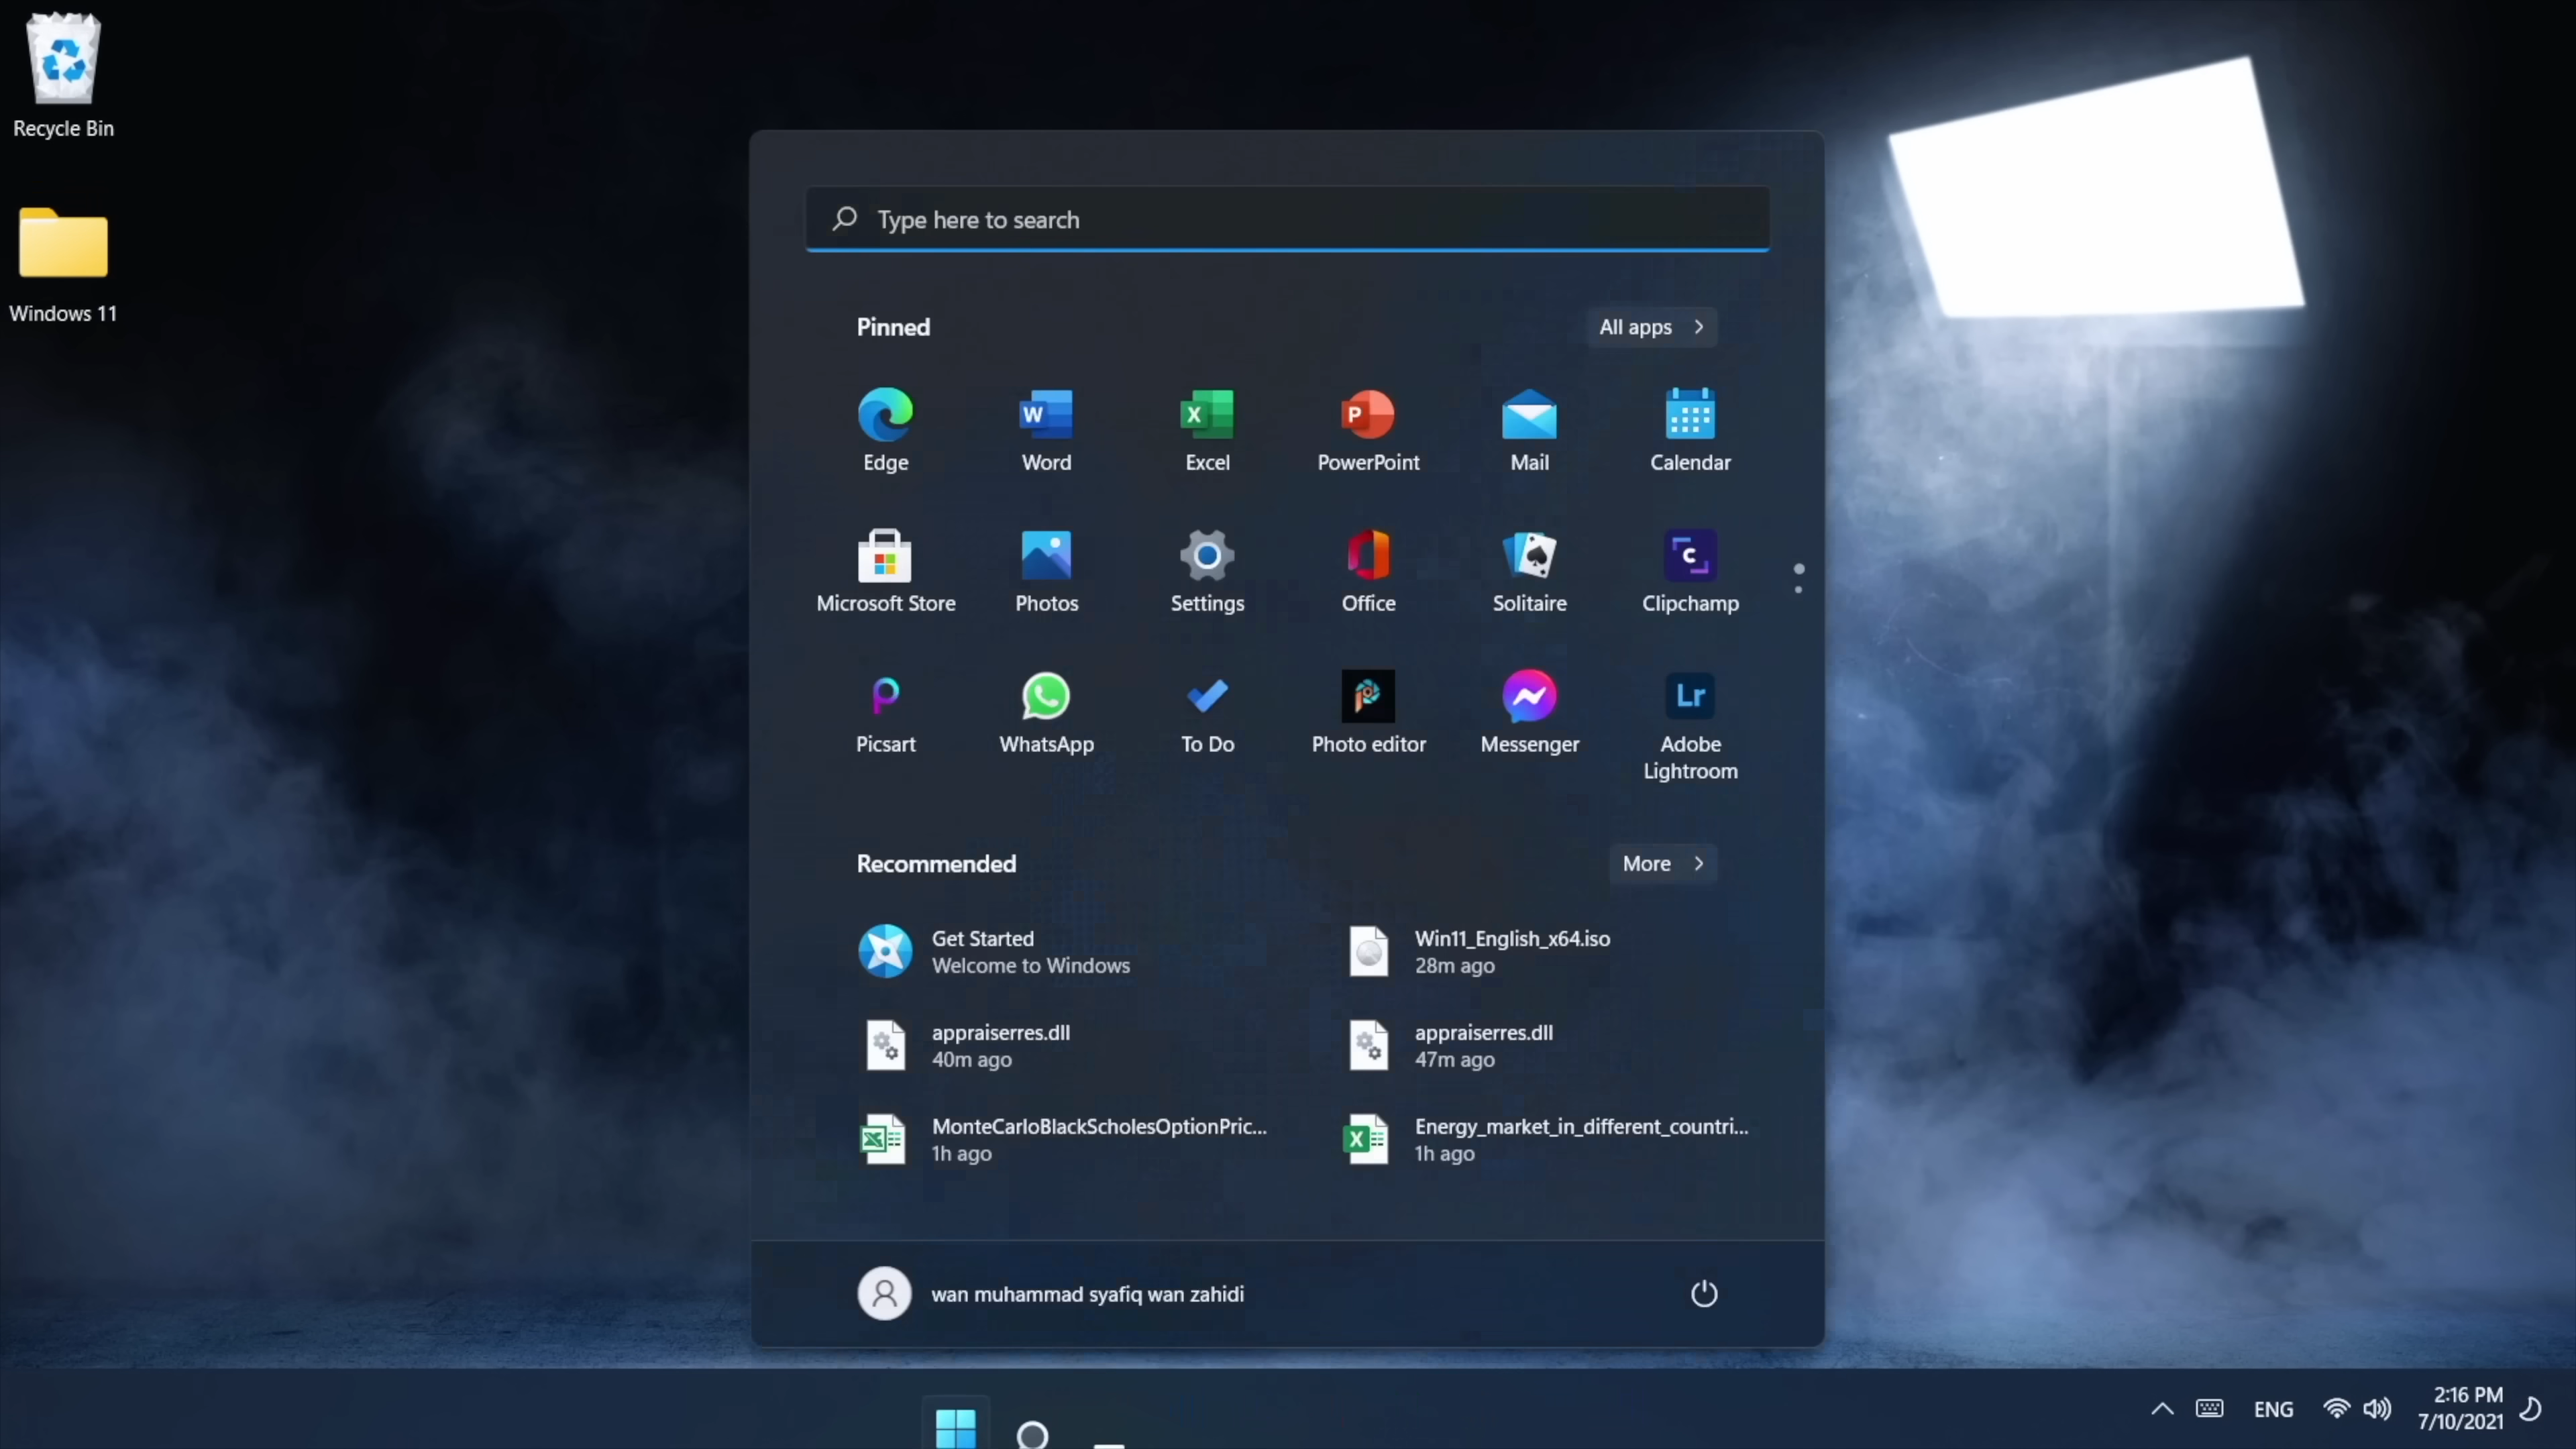 Recycle Bin
Windows 11
Type here to search
Pinned
All apps
Edge
Word
Excel
PowerPoint
Mail
Calendar
Microsoft Store
Photos
Settings
Office
Solitaire
Clipchamp
Picsart
WhatsApp
To Do
Photo editor
Messenger
Adobe
Lightroom
Recommended
More
Get Started
Welcome to Windows
Win11_English_x64.iso
28m ago
appraiserres.dll
40m ago
appraiserres.dll
47m ago
MonteCarloBlackScholesOptionPric...
1h ago
Energy_market_in_different_countri...
1h ago
wan muhammad syafiq wan zahidi
ENG
2:16 PM
7/10/2021